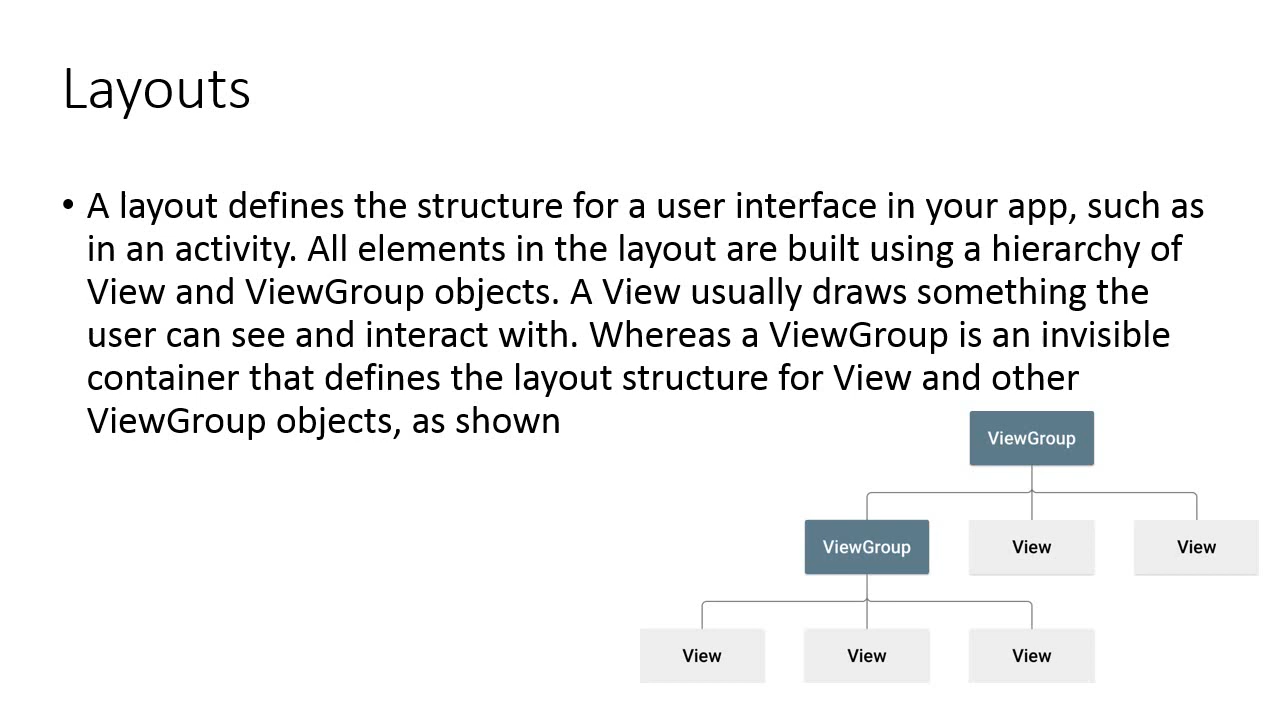 Layouts
• A layout defines the structure for a user interface in your app, such as
in an activity. All elements in the layout are built using a hierarchy of
View and ViewGroup objects. A View usually draws something the
user can see and interact with. Whereas a ViewGroup is an invisible
container that defines the layout structure for View and other
ViewGroup objects, as shown
ViewGroup
ViewGroup View View
View View View